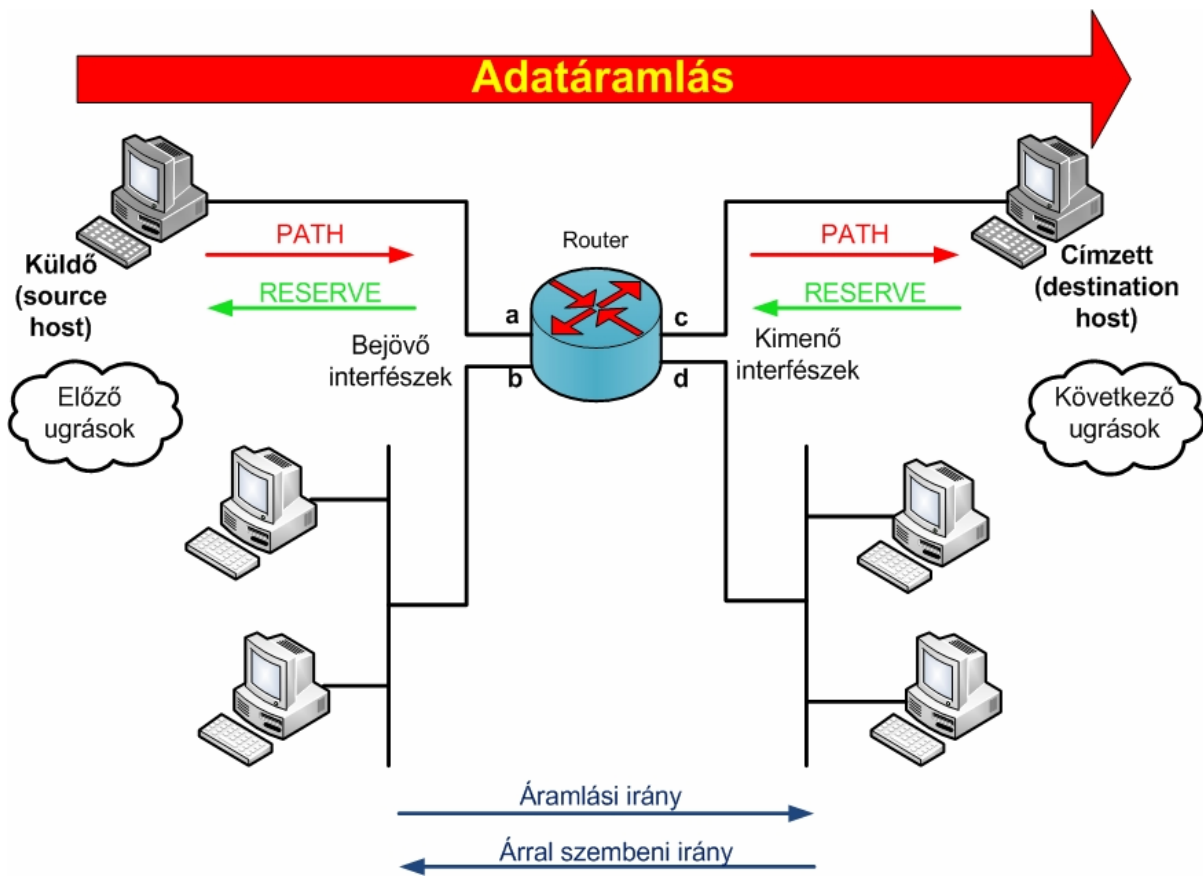 Adatáramlás
Küldő
(source
host)
PATH
RESERVE
Router
PATH
RESERVE
Címzett
(destination
host)
a
c
b
d
Bejövő
interfészek
Kimenő
interfészek
Előző
ugrások
Következő
ugrások
Áramlási irány
Árral szembeni irány